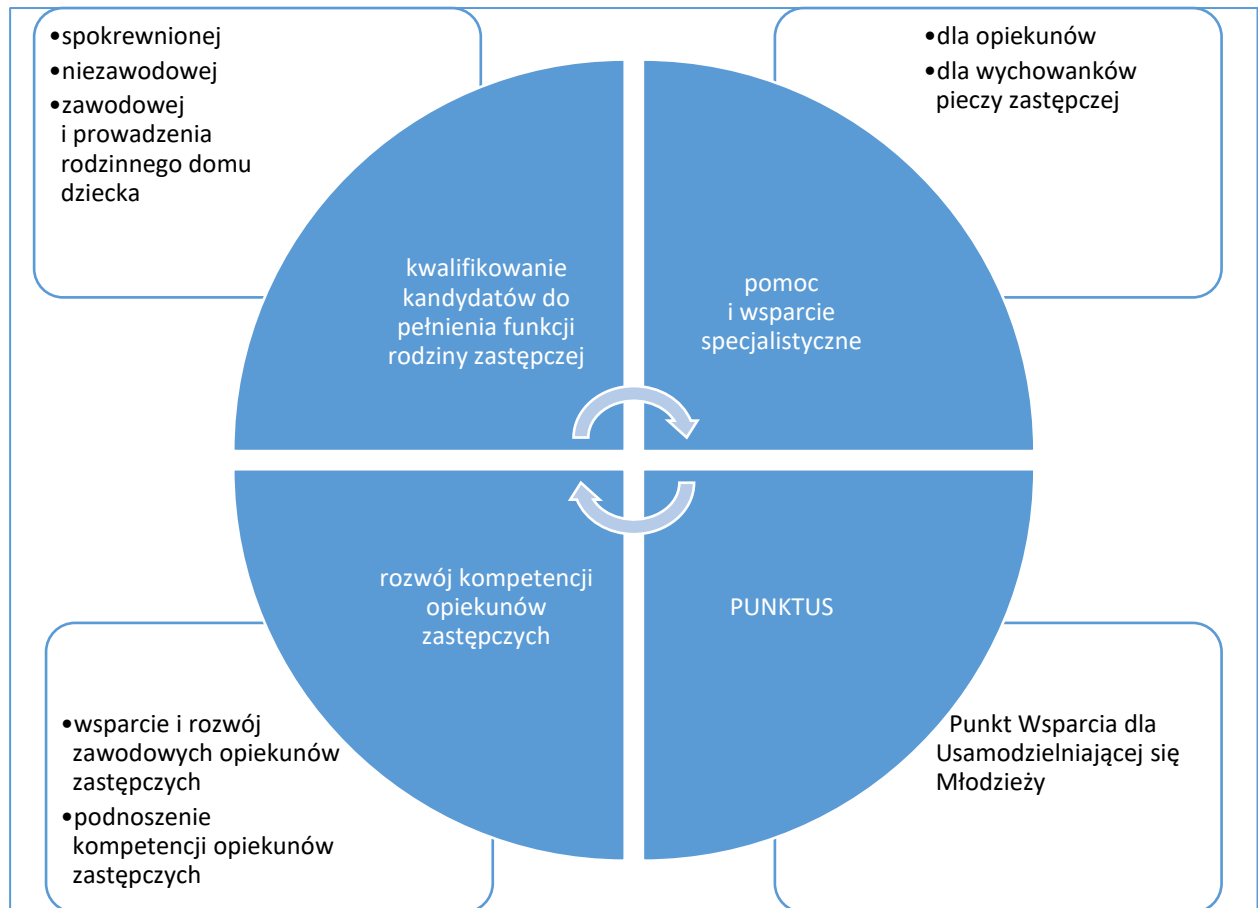 •spokrewnionej
•niezawodowej
•zawodowej
i prowadzenia
rodzinnego domu
dziecka
•dla opiekunów
•dla wychowanków
pieczy zastępczej
kwalifikowanie
kandydatów do
pełnienia funkcji
rodziny zastępczej
pomoc
i wsparcie
specjalistyczne
rozwój kompetencji
opiekunów
zastępczych
PUNKTUS
•wsparcie i rozwój
zawodowych opiekunów
zastępczych
•podnoszenie
kompetencji opiekunów
zastępczych
Punkt Wsparcia dla
Usamodzielniającej się
Młodzieży